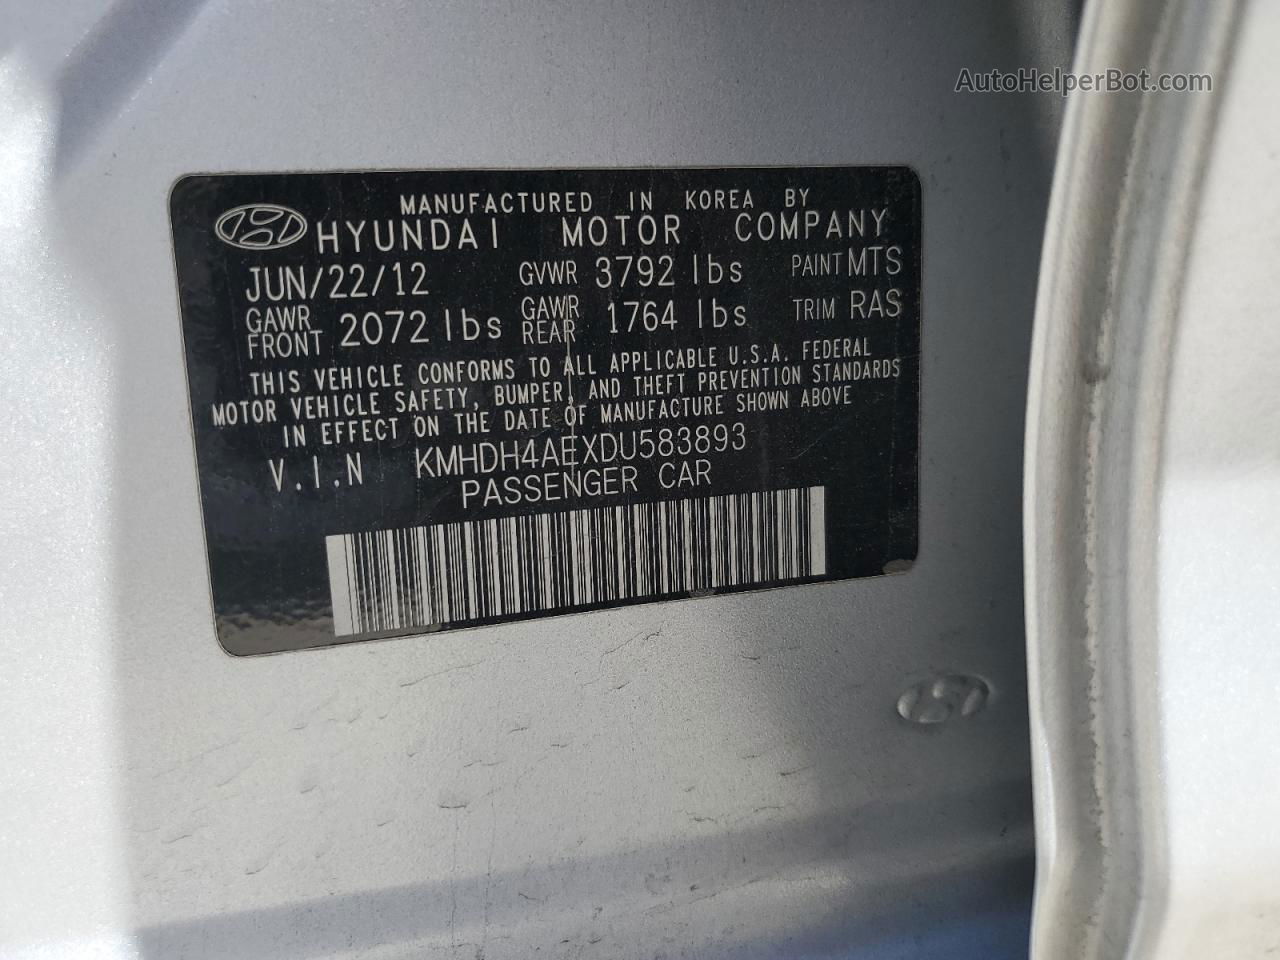 AutoHelperBot.com
MANUFACTURED IN KOREA BY
HYUNDAI MOTOR COMPANY
JUN/22/12 GVWR 3792 lbs PAINT MTS
GAWR FRONT 2072 lbs GAWR REAR 1764 lbs TRIM RAS
THIS VEHICLE CONFORMS TO ALL APPLICABLE U.S.A. FEDERAL
MOTOR VEHICLE SAFETY, BUMPER, AND THEFT PREVENTION STANDARDS
IN EFFECT ON THE DATE OF MANUFACTURE SHOWN ABOVE
V.I.N KMHDH4AEXDU583893
PASSENGER CAR